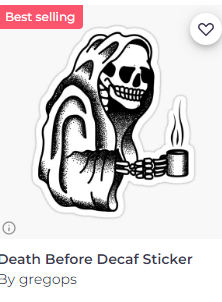 Best selling
Death Before Decaf Sticker
By gregops